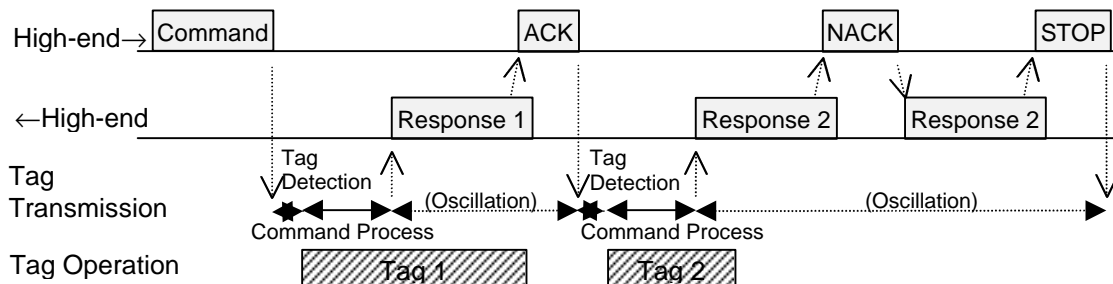 High-end→ Command ACK NACK STOP
←High-end Response 1 Response 2 Response 2
Tag Detection Tag Detection
Tag Transmission (Oscillation) (Oscillation)
Command Process Command Process
Tag Operation Tag 1 Tag 2